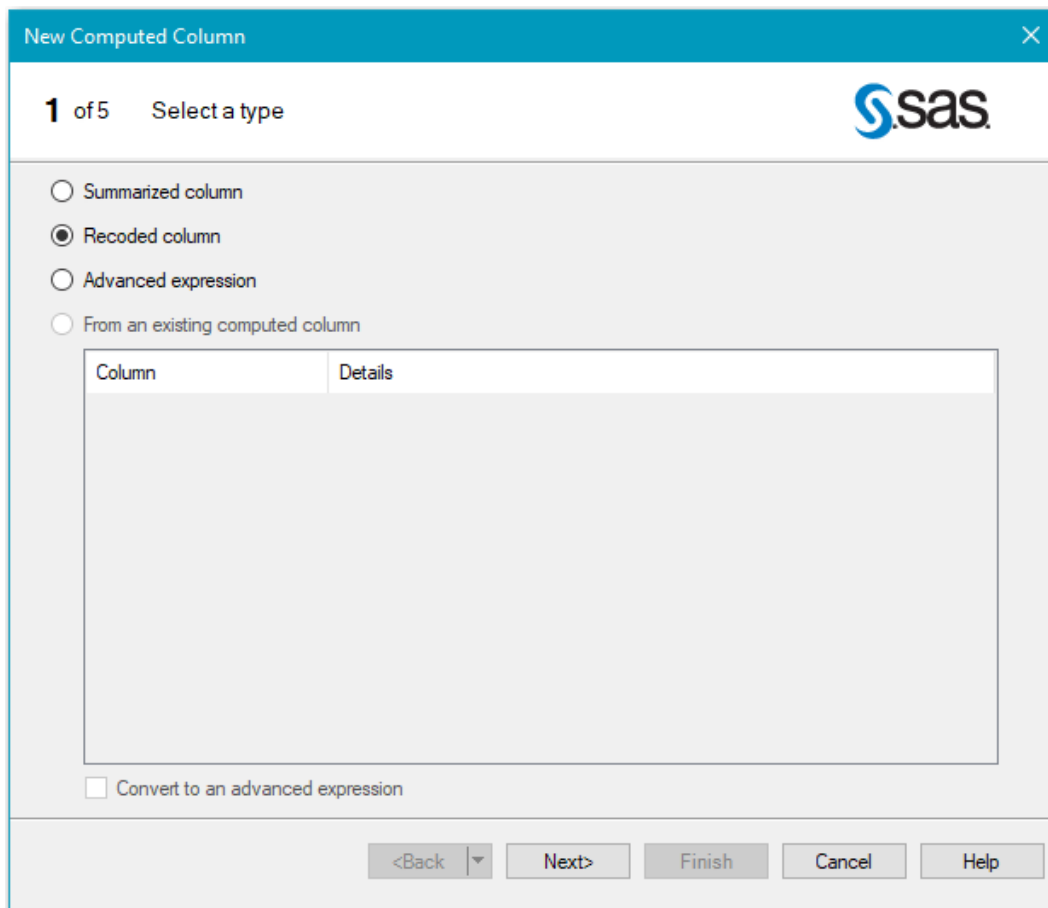 New Computed Column
1 of 5 Select a type
sas
Summarized column
Recoded column
Advanced expression
From an existing computed column
Column Details
Convert to an advanced expression
<Back Next> Finish Cancel Help